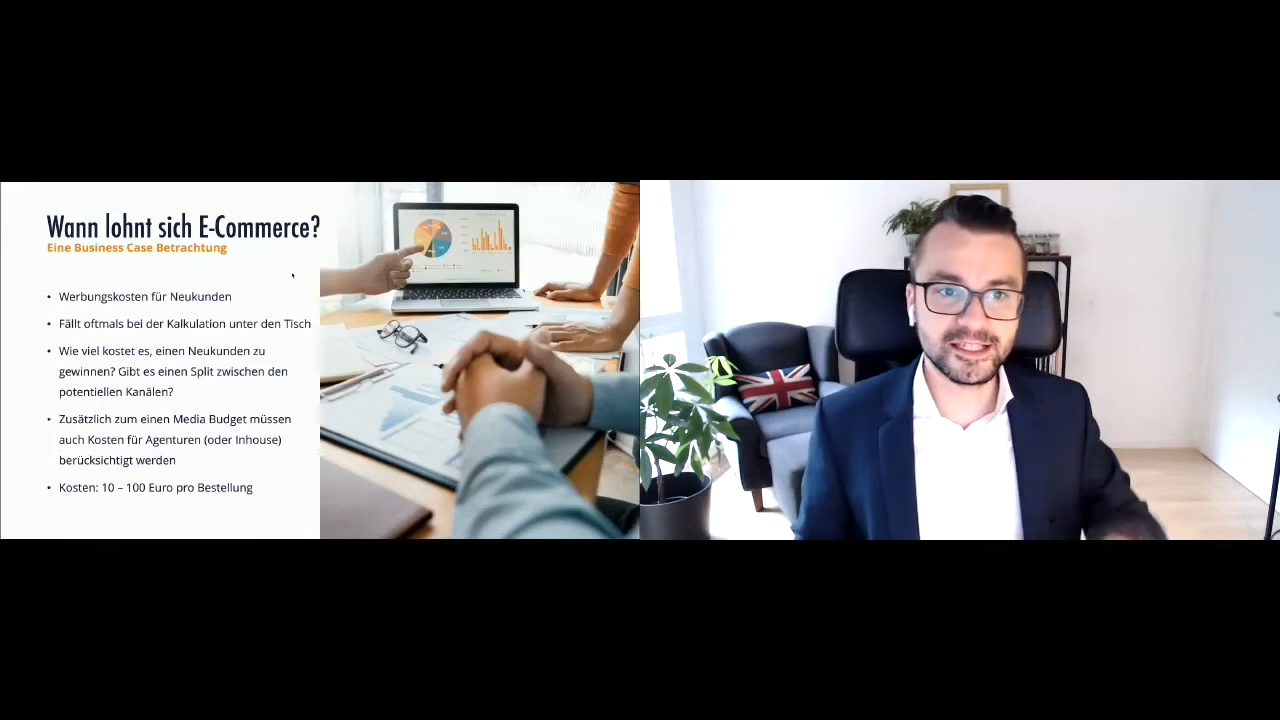 Wann lohnt sich E-Commerce?
Eine Business Case Betrachtung
• Werbungskosten für Neukunden
• Fällt oftmals bei der Kalkulation unter den Tisch
• Wie viel kostet es, einen Neukunden zu
gewinnen? Gibt es einen Split zwischen den
potentiellen Kanälen?
• Zusätzlich zum einen Media Budget müssen
auch Kosten für Agenturen (oder Inhouse)
berücksichtigt werden
• Kosten: 10 – 100 Euro pro Bestellung